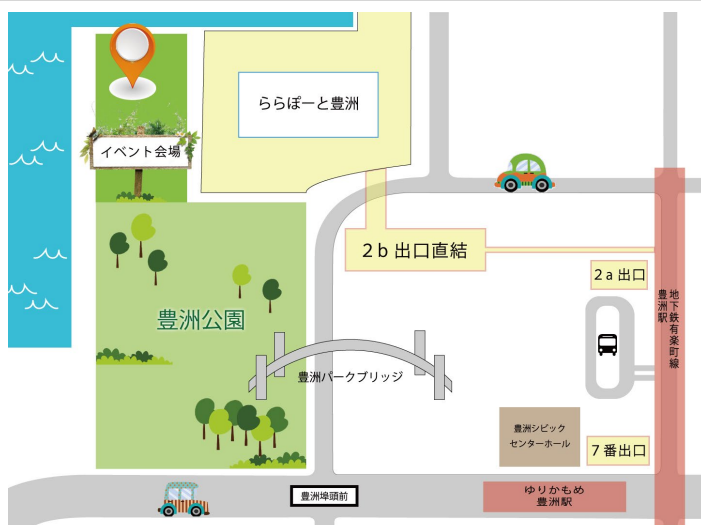 ららぽーと豊洲
イベント会場
2b出口直結
2a出口
地下鉄有楽町線
豊洲駅
豊洲公園
豊洲パークブリッジ
豊洲シビック
センターホール
7番出口
豊洲埠頭前
ゆりかもめ
豊洲駅